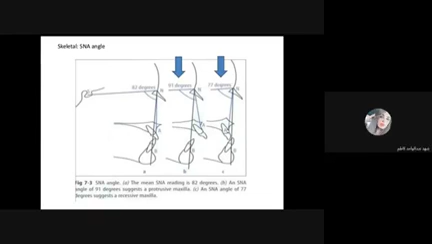 Skeletal: SNA angle
82 degrees
91 degrees
77 degrees
N
N
N
A
A
A
a
b
c
Fig 7-3 SNA angle. (a) The mean SNA reading is 82 degrees. (b) An SNA
angle of 91 degrees suggests a protrusive maxilla. (c) An SNA angle of 77
degrees suggests a recessive maxilla.